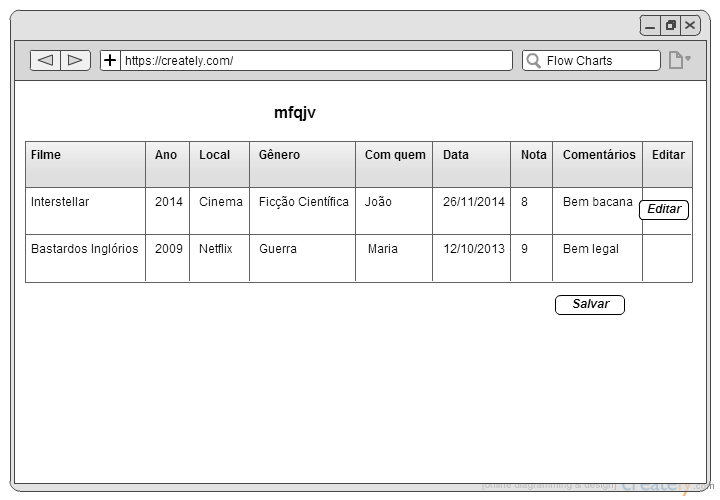 https://creately.com/ Flow Charts
mfqjv
Filme Ano Local Gênero Com quem Data Nota Comentários Editar
Interstellar 2014 Cinema Ficção Científica João 26/11/2014 8 Bem bacana Editar
Bastardos Inglórios 2009 Netflix Guerra Maria 12/10/2013 9 Bem legal
Salvar
[online diagramming & design] creately.com